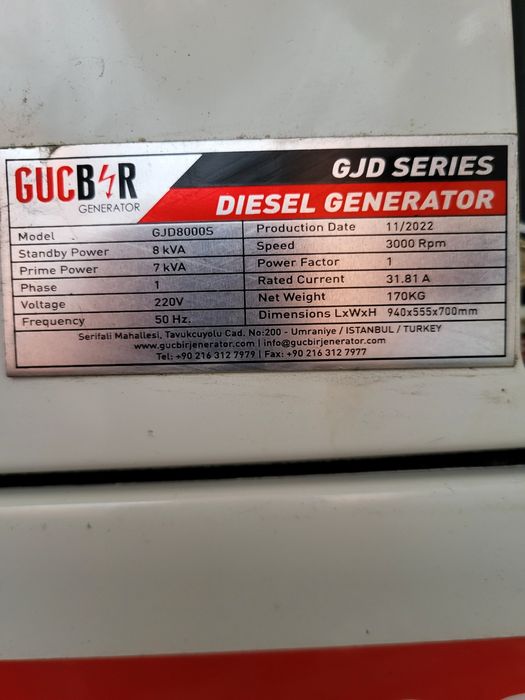 GUCBIR
GENERATOR
GJD SERIES
DIESEL GENERATOR
Model GJD8000S
Standby Power 8 kVA
Prime Power 7 kVA
Phase 1
Voltage 220V
Frequency 50 Hz.
Production Date 11/2022
Speed 3000 Rpm
Power Factor 1
Rated Current 31.81 A
Net Weight 170KG
Dimensions LxWxH 940x555x700mm
Serifali Mahallesi, Tavukcuyolu Cad. No:200 - Umraniye / ISTANBUL / TURKEY
www.gucbirjenerator.com | info@gucbirjenerator.com
Tel: +90 216 312 7979 | Fax: +90 216 312 7977